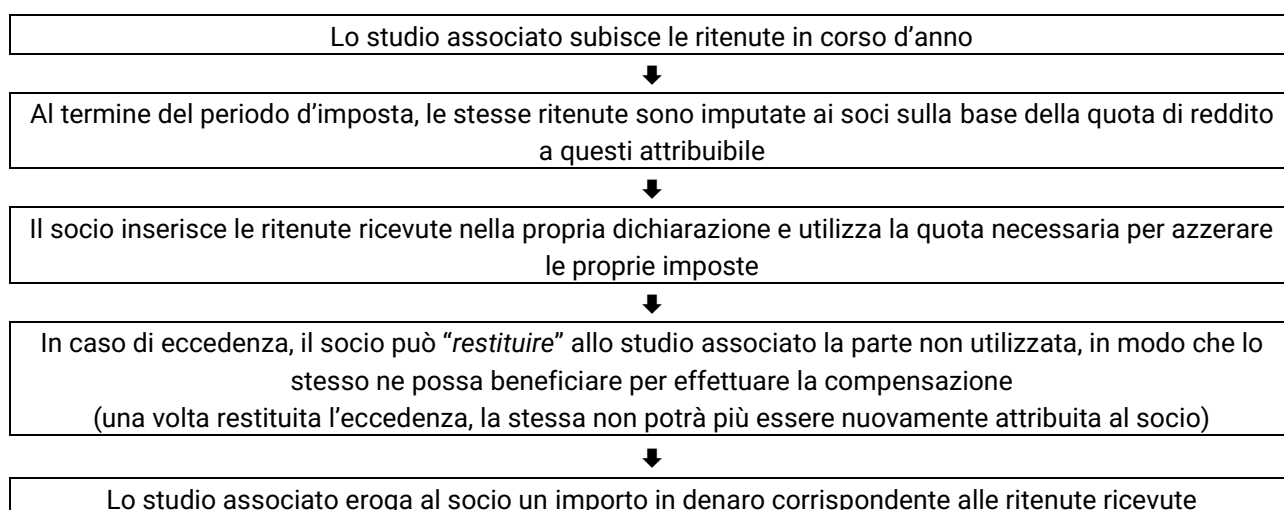 Lo studio associato subisce le ritenute in corso d’anno
Al termine del periodo d’imposta, le stesse ritenute sono imputate ai soci sulla base della quota di reddito
a questi attribuibile
Il socio inserisce le ritenute ricevute nella propria dichiarazione e utilizza la quota necessaria per azzerare
le proprie imposte
In caso di eccedenza, il socio può “restituire” allo studio associato la parte non utilizzata, in modo che lo
stesso ne possa beneficiare per effettuare la compensazione
(una volta restituita l’eccedenza, la stessa non potrà più essere nuovamente attribuita al socio)
Lo studio associato eroga al socio un importo in denaro corrispondente alle ritenute ricevute